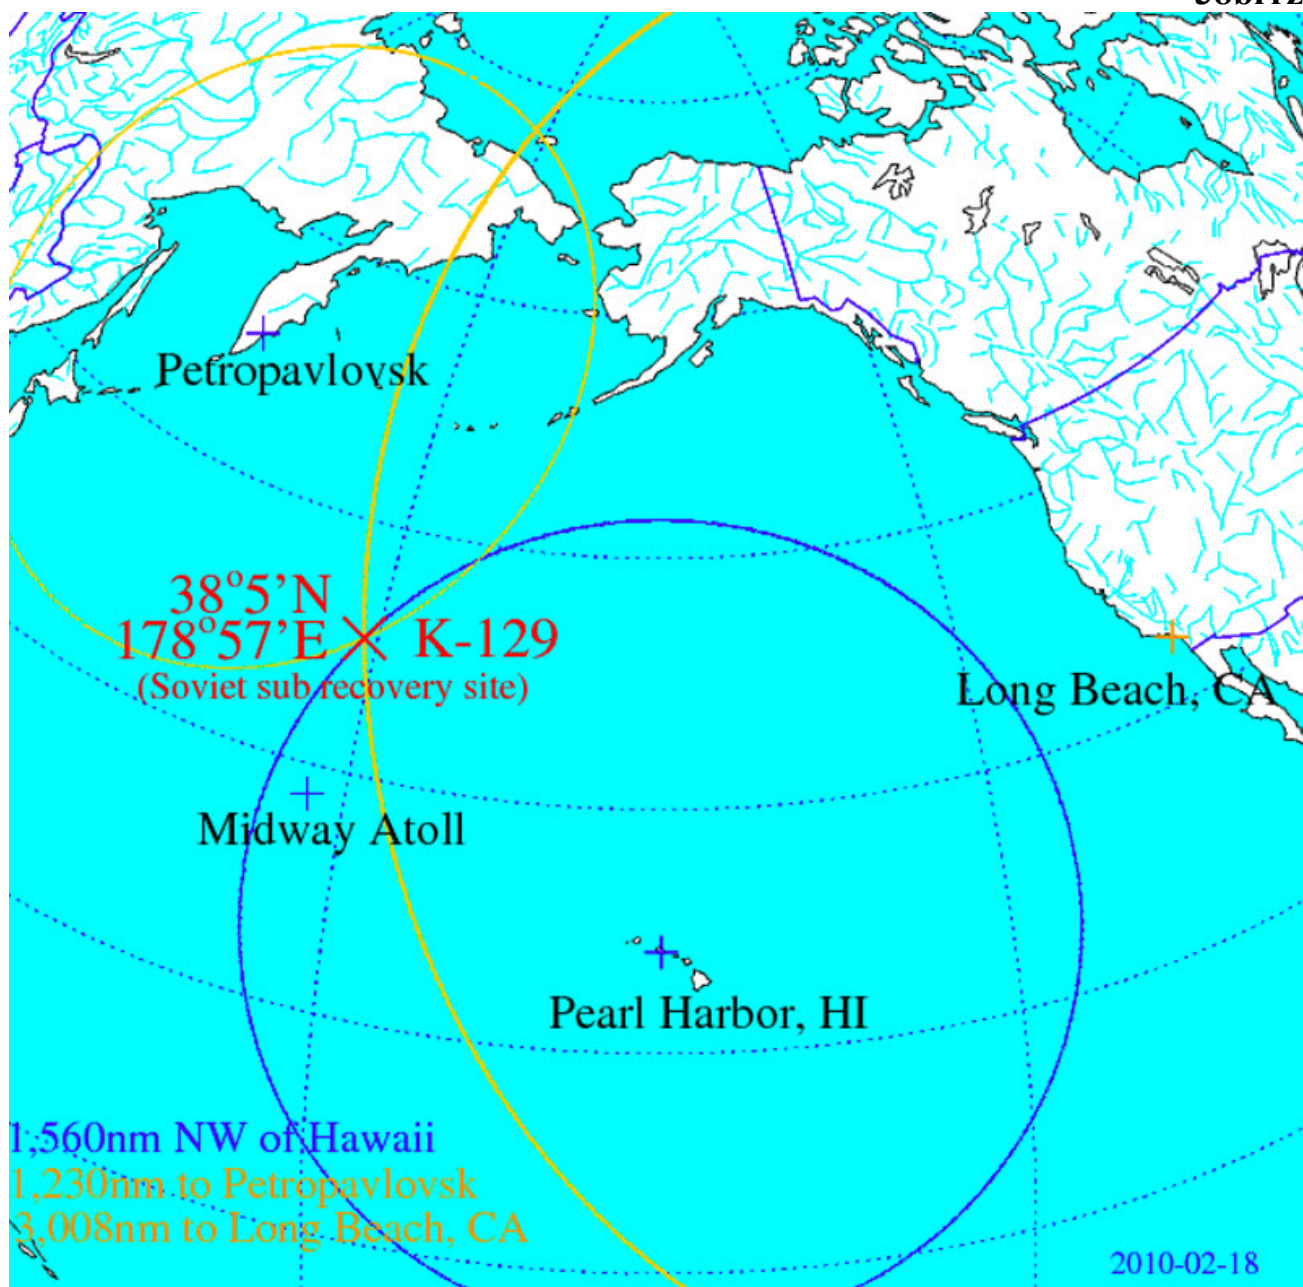 Petropavlovsk
38°5’N
178°57’E K-129
(Soviet sub recovery site)
Long Beach, CA
Midway Atoll
Pearl Harbor, HI
1,560nm NW of Hawaii
1,230nm to Petropavlovsk
3,008nm to Long Beach, CA
2010-02-18